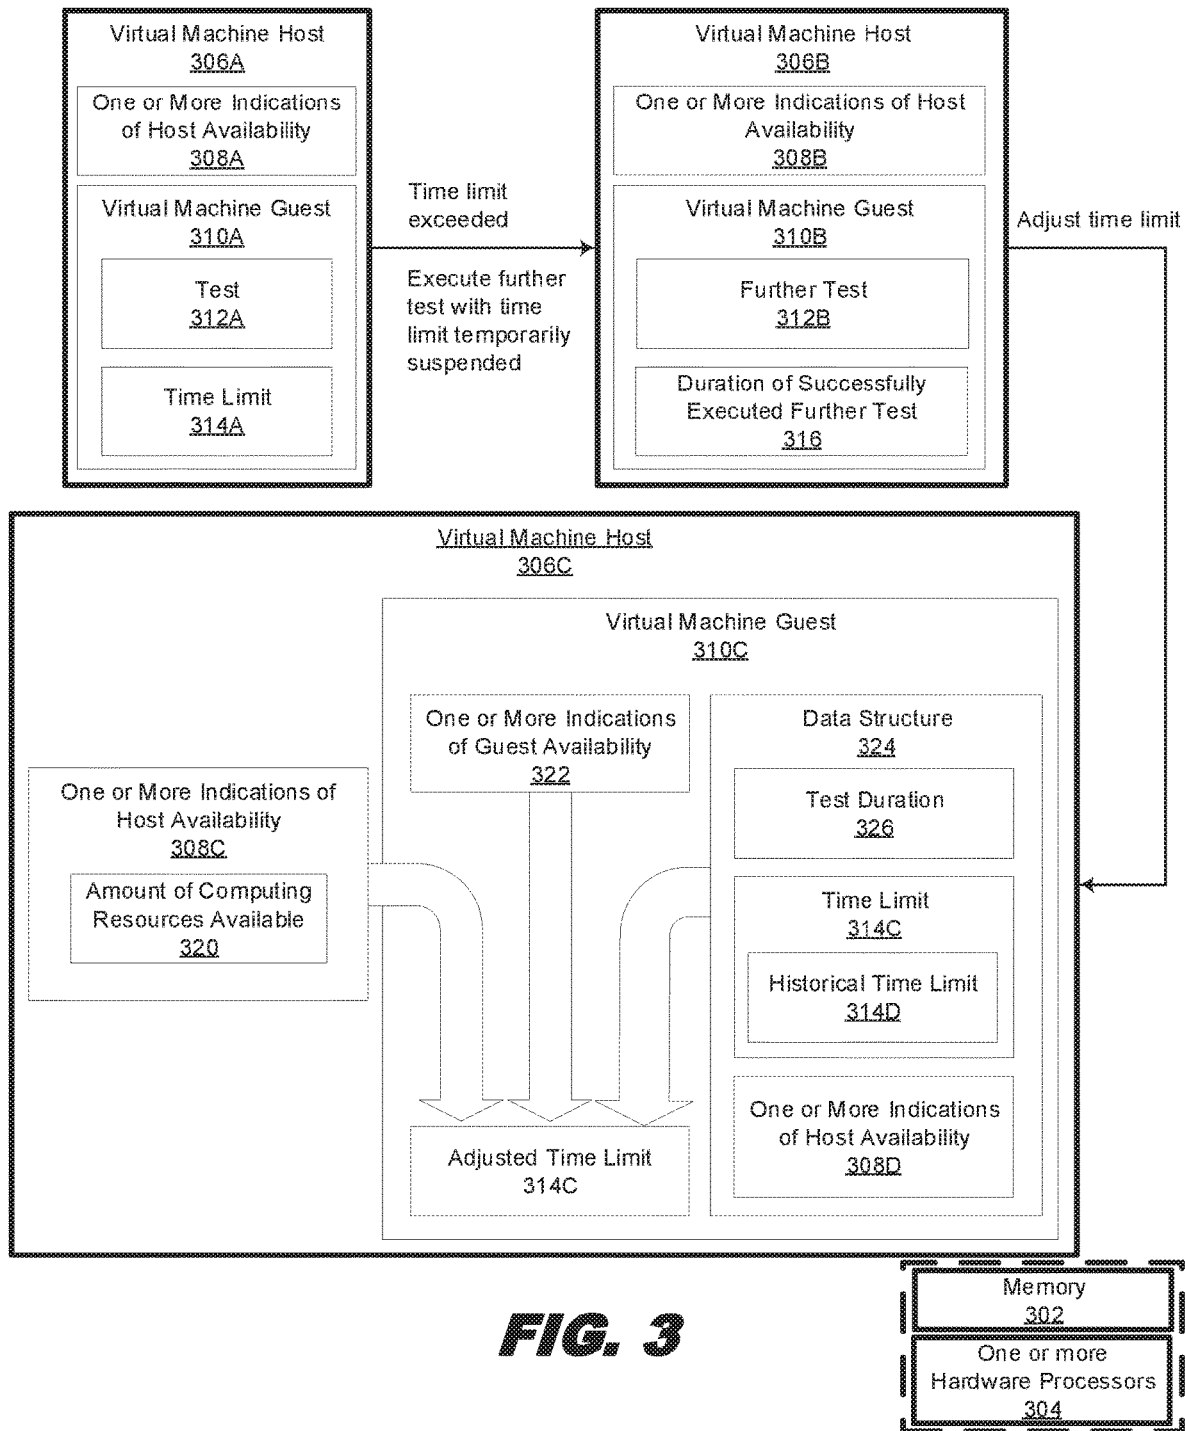 Virtual Machine Host
306A
One or More Indications
of Host Availability
308A
Virtual Machine Guest
310A
Test
312A
Time Limit
314A
Time limit
exceeded
Execute further
test with time
limit temporarily
suspended
Virtual Machine Host
306B
One or More Indications of Host
Availability
308B
Virtual Machine Guest
310B
Further Test
312B
Duration of Successfully
Executed Further Test
316
Adjust time limit
Virtual Machine Host
306C
Virtual Machine Guest
310C
One or More Indications of
Host Availability
308C
Amount of Computing
Resources Available
320
One or More Indications
of Guest Availability
322
Data Structure
324
Test Duration
326
Time Limit
314C
Historical Time Limit
314D
One or More Indications
of Host Availability
308D
Adjusted Time Limit
314C
FIG. 3
Memory
302
One or more
Hardware Processors
304